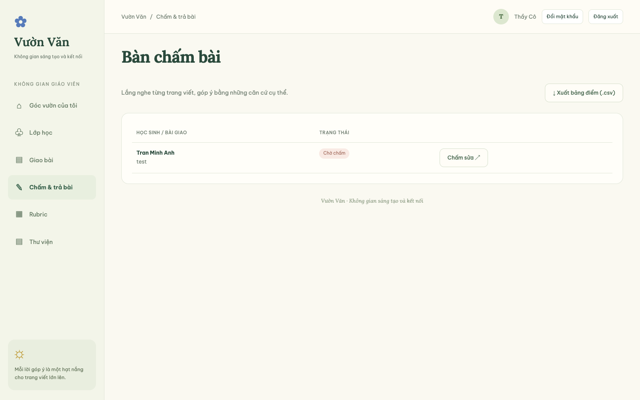 Vườn Văn
Không gian sáng tạo và kết nối
KHÔNG GIAN GIÁO VIÊN
Góc vườn của tôi
Lớp học
Giao bài
Chấm & trả bài
Rubric
Thư viện
Mỗi lời góp ý là một hạt nắng
cho trang viết lớn lên.
Vườn Văn / Chấm & trả bài
T Thầy Cô Đổi mật khẩu Đăng xuất
Bàn chấm bài
Lắng nghe từng trang viết, góp ý bằng những căn cứ cụ thể.
↓ Xuất bảng điểm (.csv)
HỌC SINH / BÀI GIAO TRẠNG THÁI
Tran Minh Anh Chờ chấm Chấm sửa ↗
test
Vườn Văn · Không gian sáng tạo và kết nối